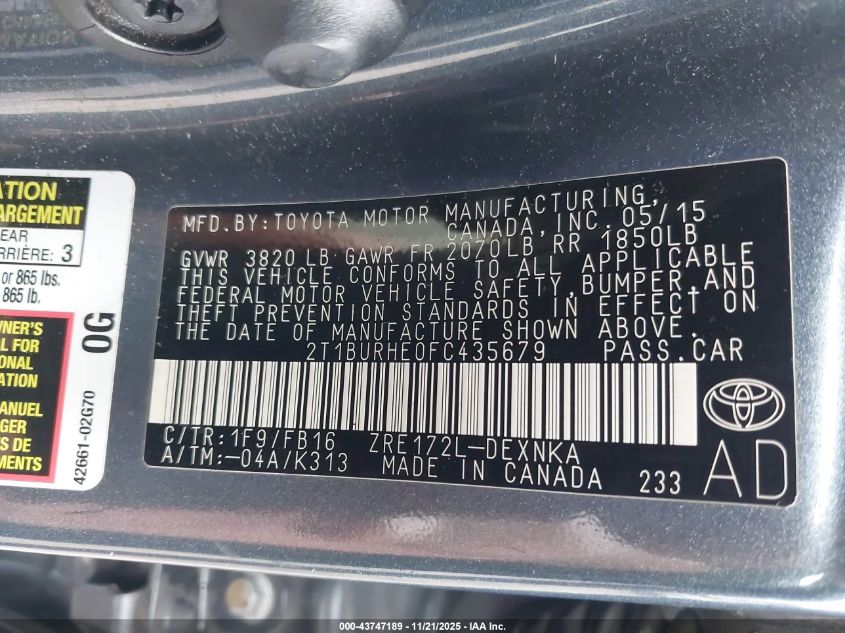 ATION
ARGEMENT
EAR
RRIÈRE: 3
or 865 lbs.
865 lb.
WNER'S
AL FOR
ONAL
ATION
MANUEL
GER
US DE
0G
42661-02G70
MFD.BY:TOYOTA MOTOR MANUFACTURING,
CANADA, INC. 05/15
GVWR 3820 LB GAWR FR 2070LB RR 1850LB
THIS VEHICLE CONFORMS TO ALL APPLICABLE
FEDERAL MOTOR VEHICLE SAFETY,BUMPER,AND
THEFT PREVENTION STANDARDS IN EFFECT ON
THE DATE OF MANUFACTURE SHOWN ABOVE.
2T1BURHE0FC435679 PASS.CAR
C/TR:1F9/FB16 ZRE172L-DEXNKA
A/TM:-04A/K313 MADE IN CANADA 233
AD
000-43747189 - 11/21/2025 - IAA Inc.